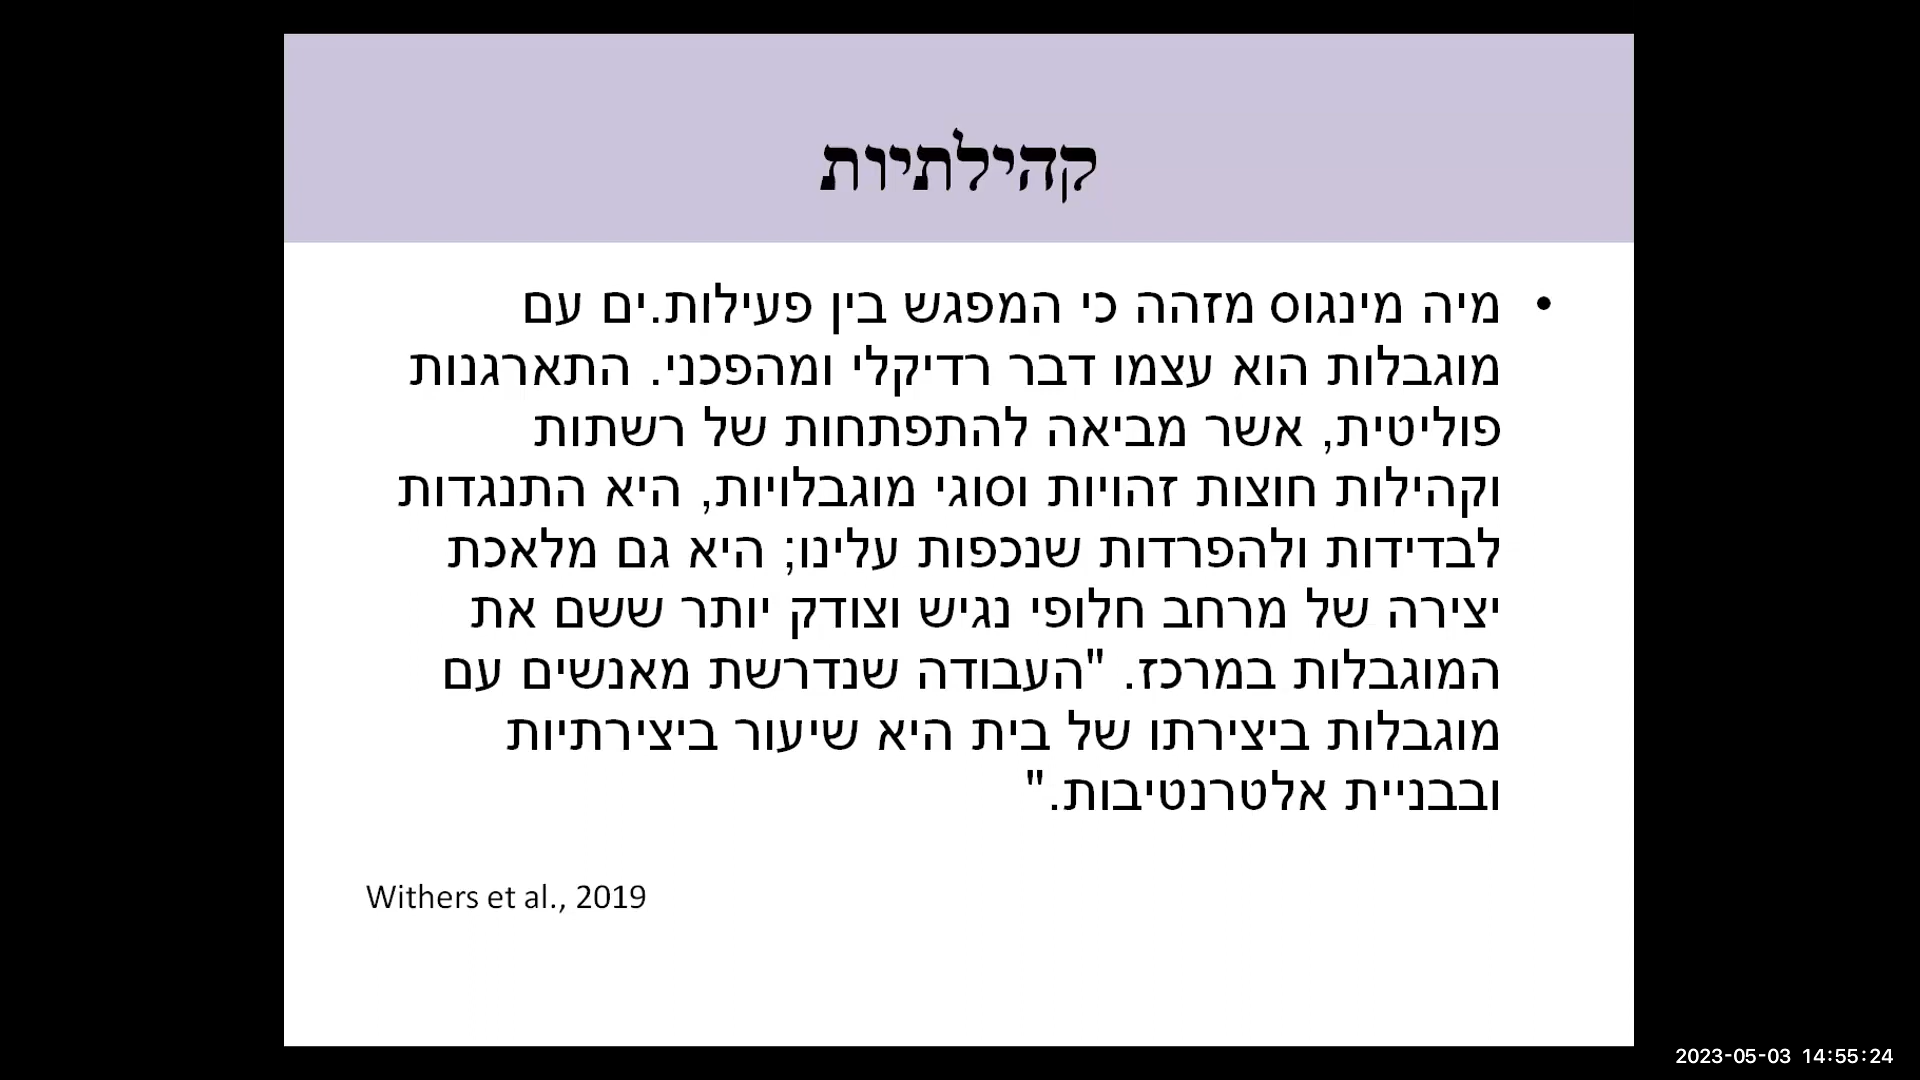 קהילתיות
• מיה מינגוס מזהה כי המפגש בין פעילות.ים עם
מוגבלות הוא עצמו דבר רדיקלי ומהפכני. התארגנות
פוליטית, אשר מביאה להתפתחות של רשתות
וקהילות חוצות זהויות וסוגי מוגבלויות, היא התנגדות
לבדידות ולהפרדות שנכפות עלינו; היא גם מלאכת
יצירה של מרחב חלופי נגיש וצודק יותר ששם את
המוגבלות במרכז. "העבודה שנדרשת מאנשים עם
מוגבלות ביצירתו של בית היא שיעור ביצירתיות
ובבניית אלטרנטיבות."
Withers et al., 2019
2023-05-03 14:55:24